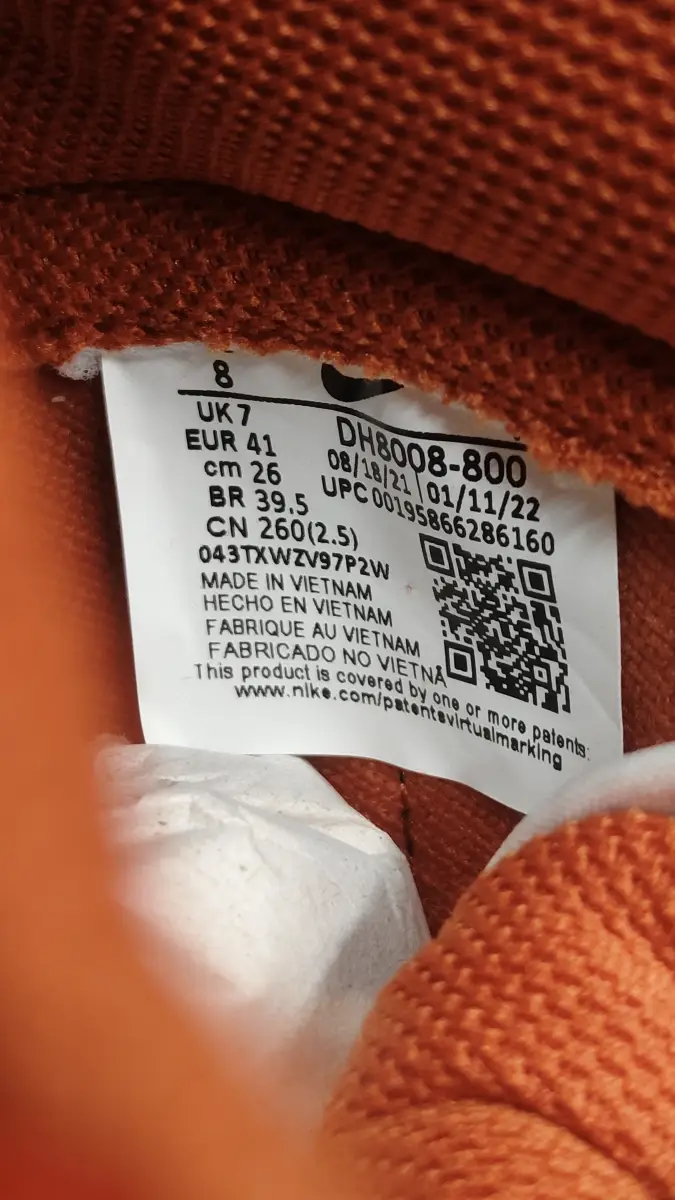 8
UK 7
EUR 41
cm 26
BR 39.5
CN 260(2.5)
043TXWZV97P2W
MADE IN VIETNAM
HECHO EN VIETNAM
FABRIQUE AU VIETNAM
FABRICADO NO VIETNÃ
DH8008-800
08/18/21 | 01/11/22
UPC 00195866286160
This product is covered by one or more patents:
www.nike.com/patentsvirtualmarking